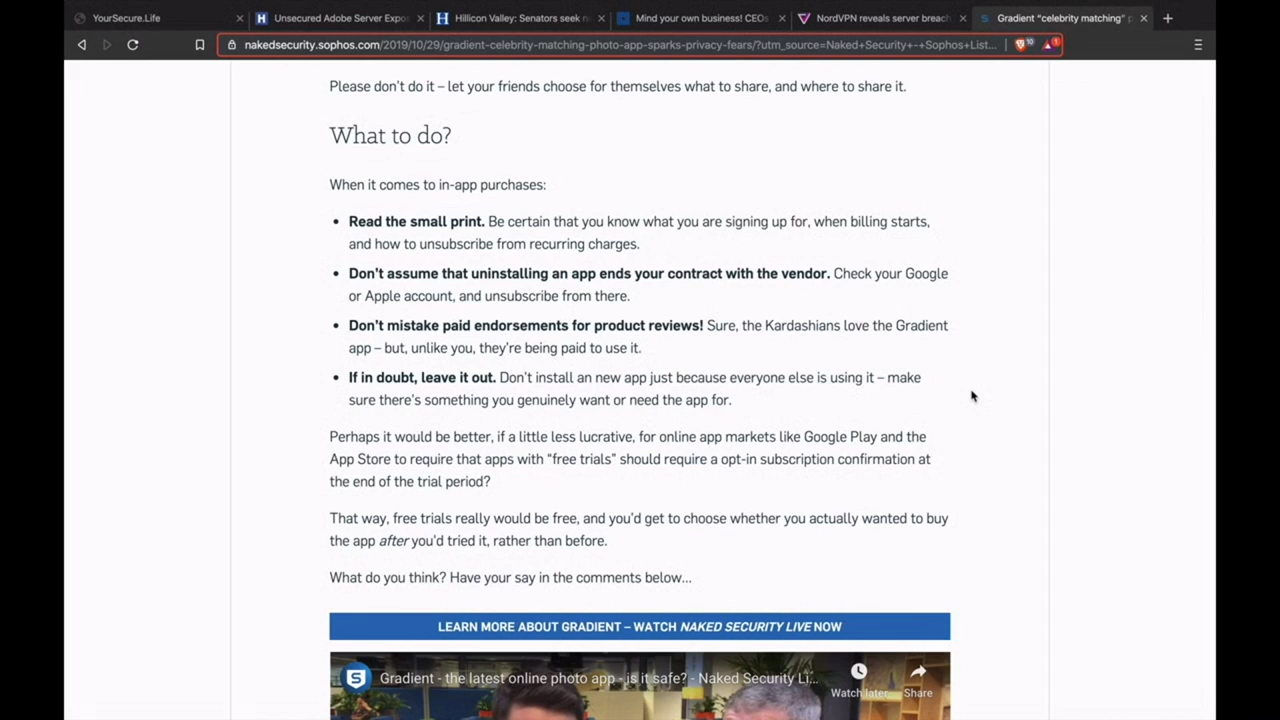 YourSecure.Life
Unsecured Adobe Server Expo
Hillicon Valley: Senators seek n
Mind your own business! CEOs
NordVPN reveals server breach
Gradient “celebrity matching” p
nakedsecurity.sophos.com/2019/10/29/gradient-celebrity-matching-photo-app-sparks-privacy-fears/?utm_source=Naked+Security+-+Sophos+List...
10
1
Please don’t do it – let your friends choose for themselves what to share, and where to share it.
What to do?
When it comes to in-app purchases:
• Read the small print. Be certain that you know what you are signing up for, when billing starts,
and how to unsubscribe from recurring charges.
• Don’t assume that uninstalling an app ends your contract with the vendor. Check your Google
or Apple account, and unsubscribe from there.
• Don’t mistake paid endorsements for product reviews! Sure, the Kardashians love the Gradient
app – but, unlike you, they’re being paid to use it.
• If in doubt, leave it out. Don’t install an new app just because everyone else is using it – make
sure there’s something you genuinely want or need the app for.
Perhaps it would be better, if a little less lucrative, for online app markets like Google Play and the
App Store to require that apps with “free trials” should require a opt-in subscription confirmation at
the end of the trial period?
That way, free trials really would be free, and you’d get to choose whether you actually wanted to buy
the app after you’d tried it, rather than before.
What do you think? Have your say in the comments below...
LEARN MORE ABOUT GRADIENT – WATCH NAKED SECURITY LIVE NOW
Gradient - the latest online photo app - is it safe? - Naked Security Li...
Watch later
Share